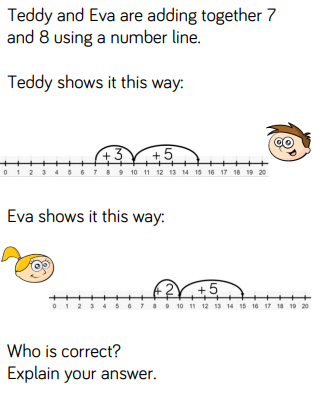 Teddy and Eva are adding together 7
and 8 using a number line.
Teddy shows it this way:
+3 +5
0 1 2 3 4 5 6 7 8 9 10 11 12 13 14 15 16 17 18 19 20
Eva shows it this way:
+2 +5
0 1 2 3 4 5 6 7 8 9 10 11 12 13 14 15 16 17 18 19 20
Who is correct?
Explain your answer.